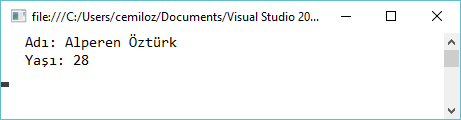 file:///C:/Users/cemiloz/Documents/Visual Studio 20...
Adı: Alperen Öztürk
Yaşı: 28